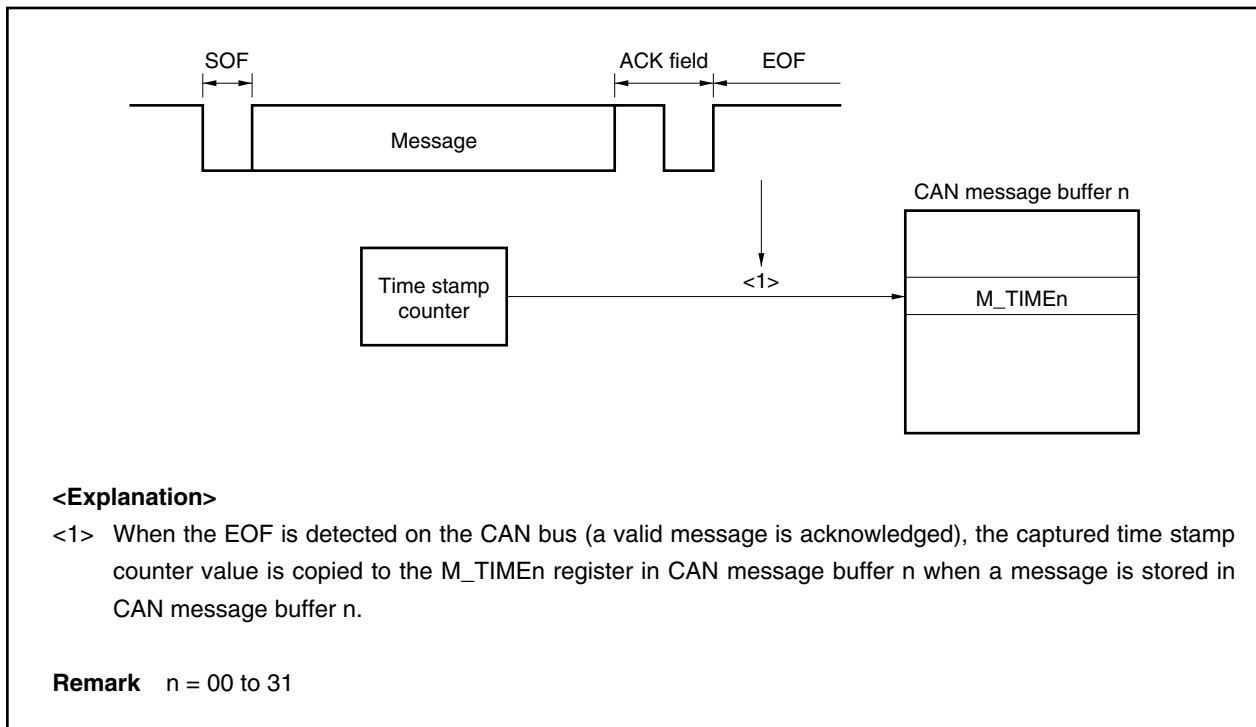 SOF
ACK field
EOF
Message
CAN message buffer n
Time stamp
counter
<1>
M_TIMEn
<Explanation>
<1> When the EOF is detected on the CAN bus (a valid message is acknowledged), the captured time stamp
counter value is copied to the M_TIMEn register in CAN message buffer n when a message is stored in
CAN message buffer n.
Remark n = 00 to 31